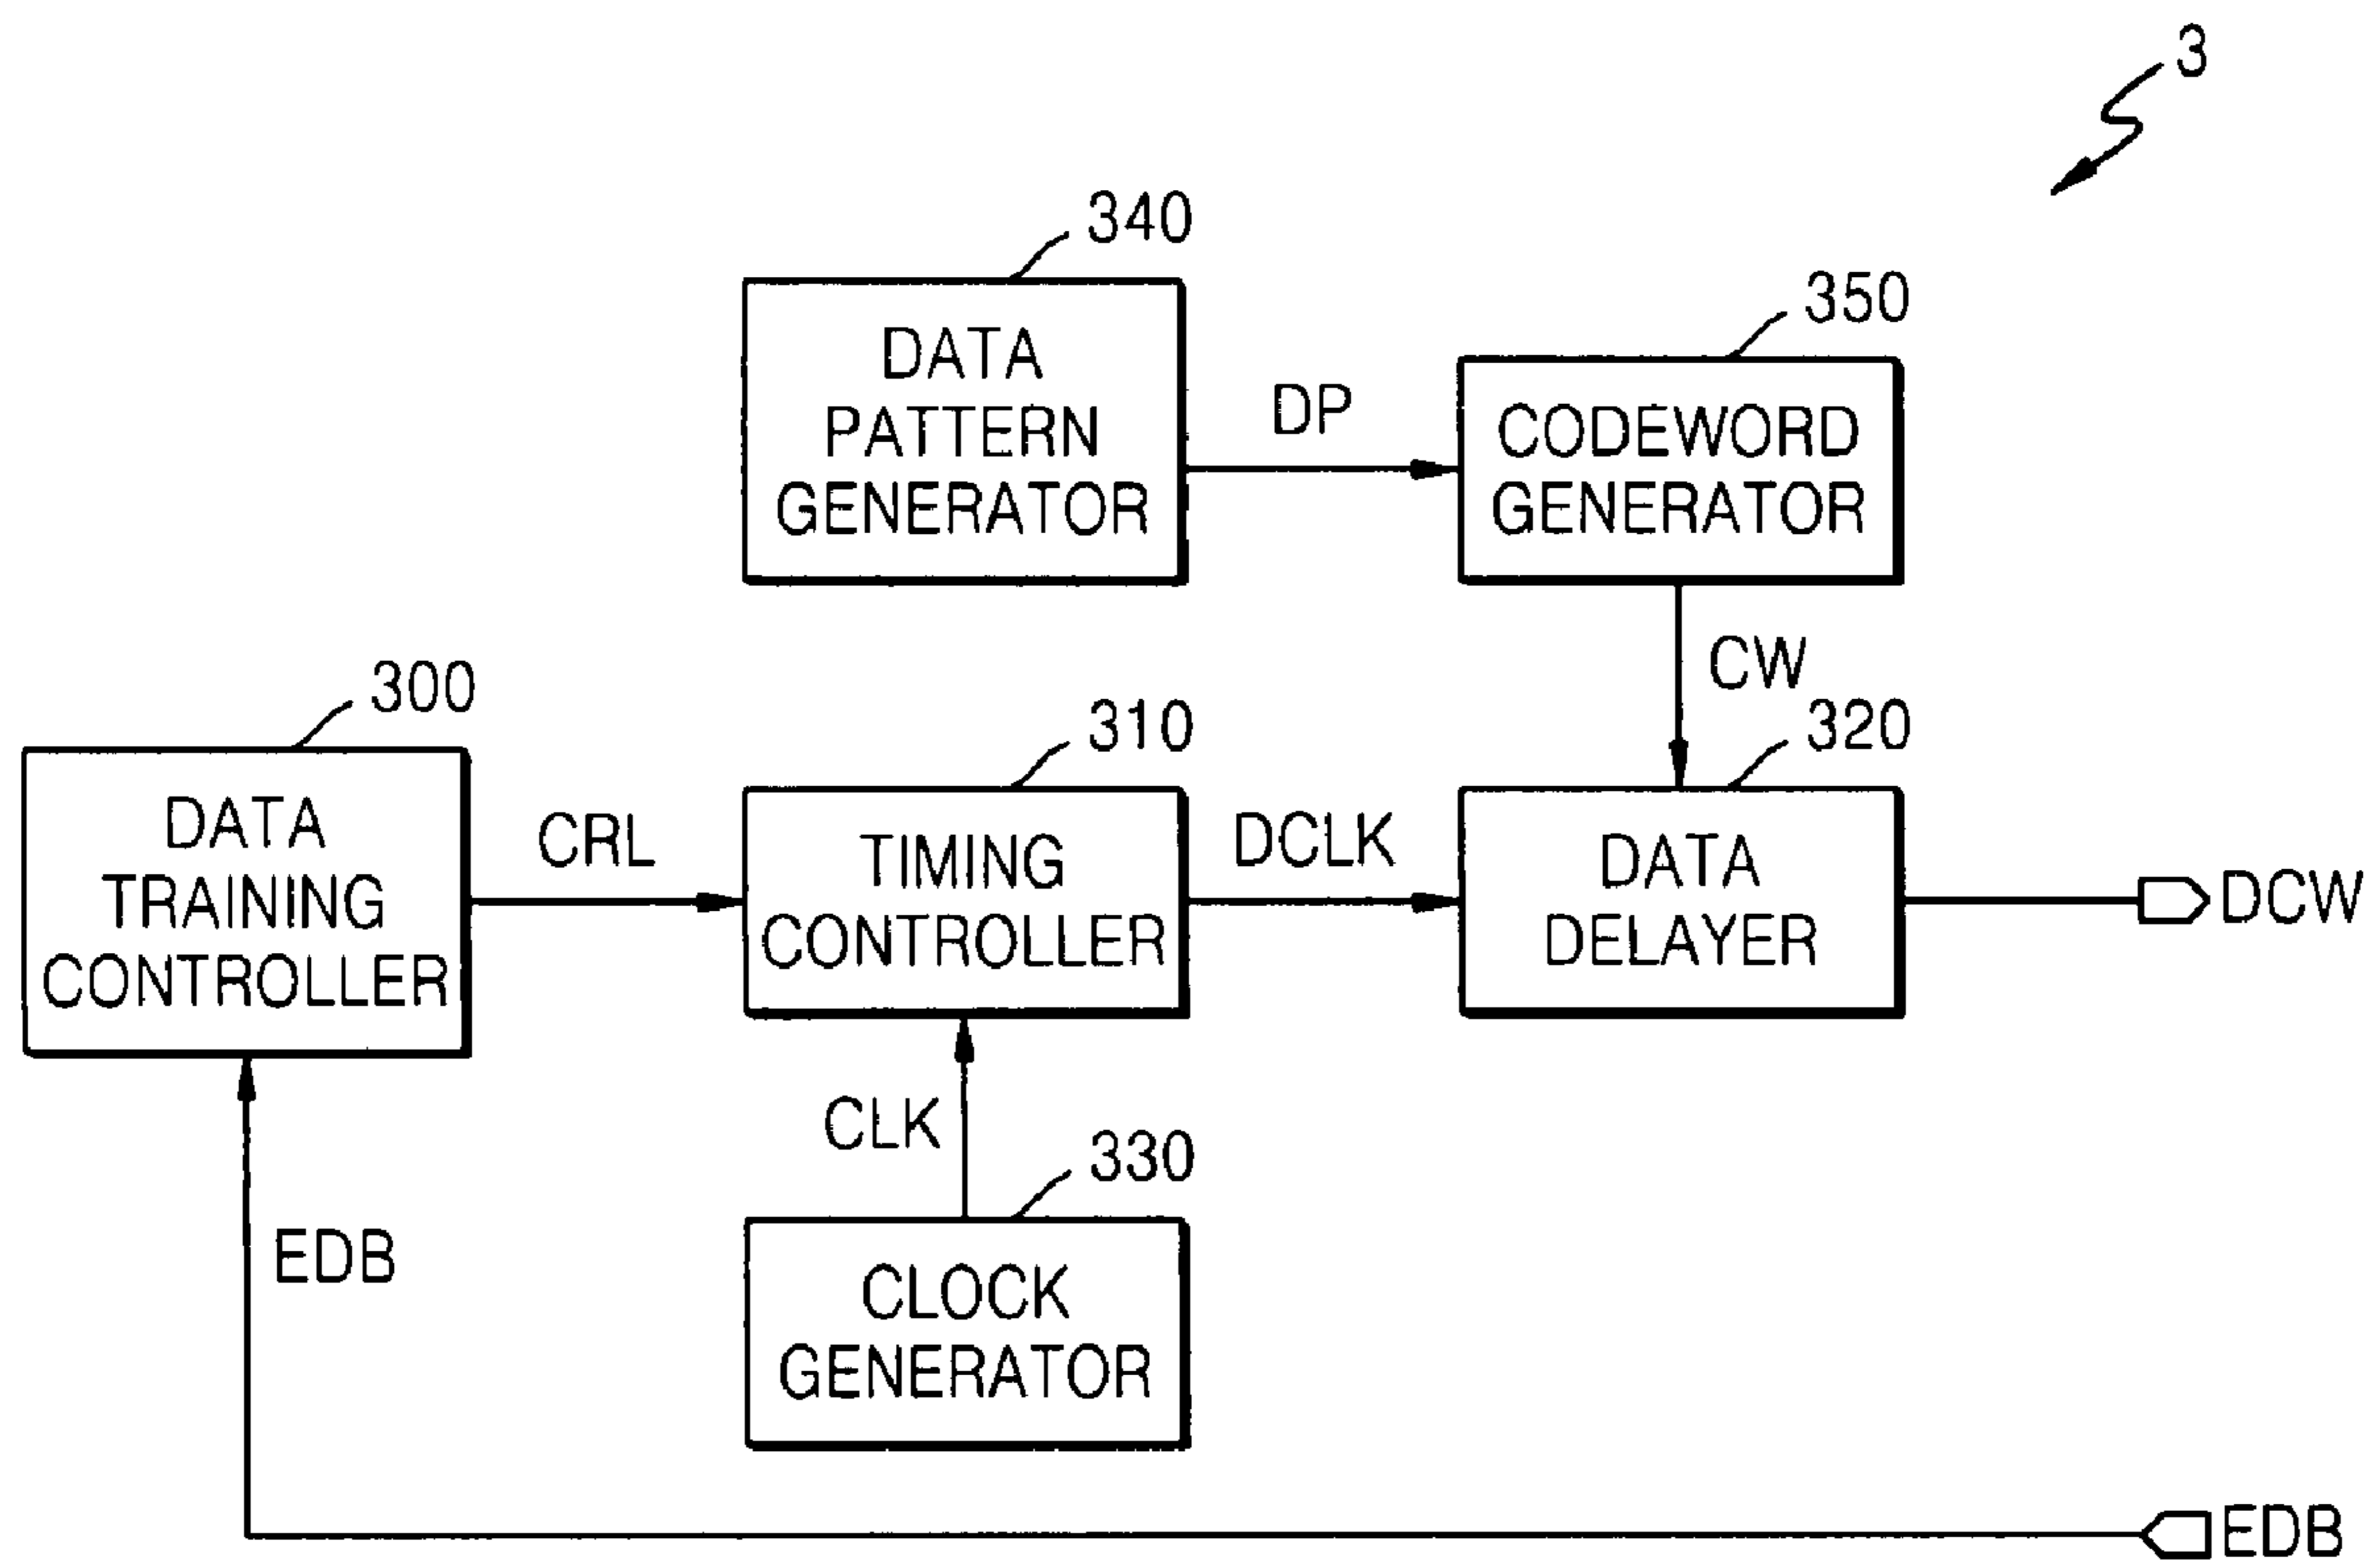 3
340
DATA
PATTERN
GENERATOR
DP
350
CODEWORD
GENERATOR
CW
300
DATA
TRAINING
CONTROLLER
CRL
310
TIMING
CONTROLLER
DCLK
320
DATA
DELAYER
DCW
CLK
330
CLOCK
GENERATOR
EDB
EDB